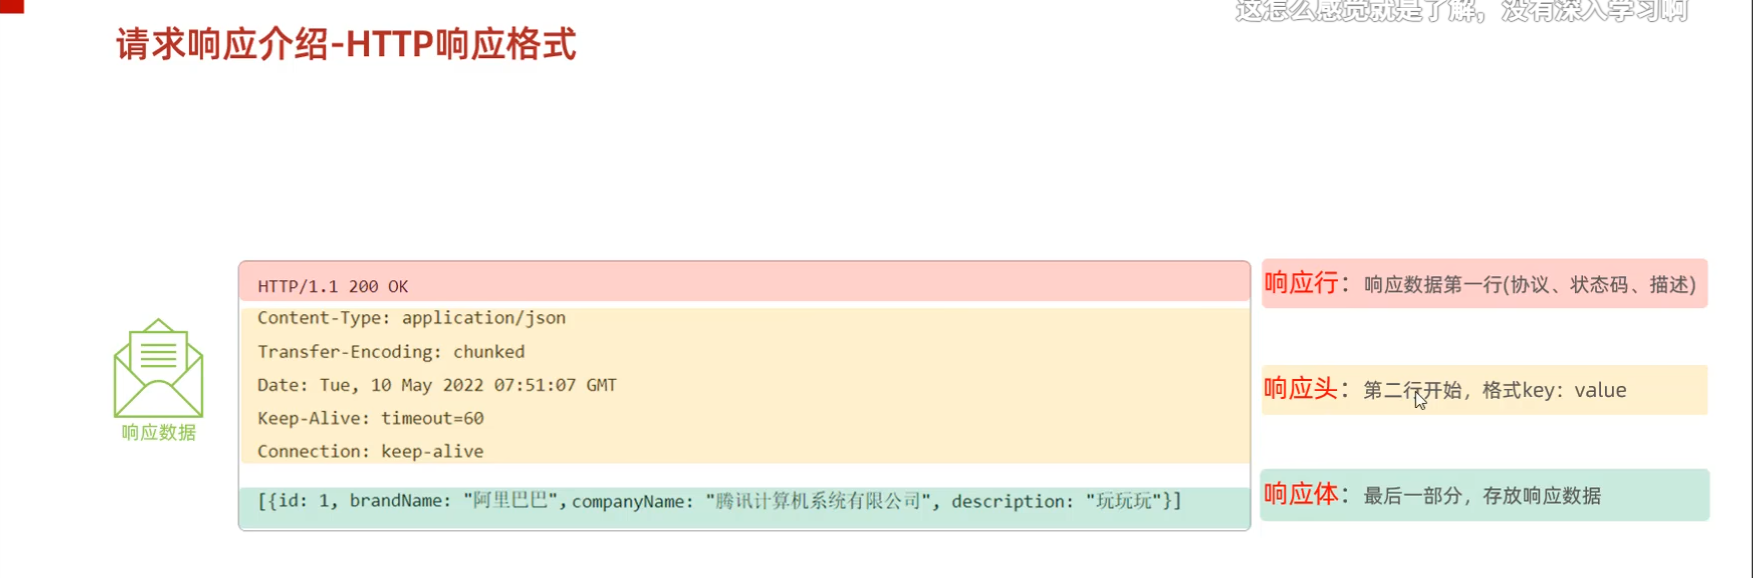 这怎么感觉就是了解，没有深入学习啊
请求响应介绍-HTTP响应格式
HTTP/1.1 200 OK
响应行：响应数据第一行(协议、状态码、描述)
Content-Type: application/json
Transfer-Encoding: chunked
Date: Tue, 10 May 2022 07:51:07 GMT
Keep-Alive: timeout=60
Connection: keep-alive
响应头：第二行开始，格式key：value
响应数据
[{id: 1, brandName: "阿里巴巴",companyName: "腾讯计算机系统有限公司", description: "玩玩玩"}]
响应体：最后一部分，存放响应数据